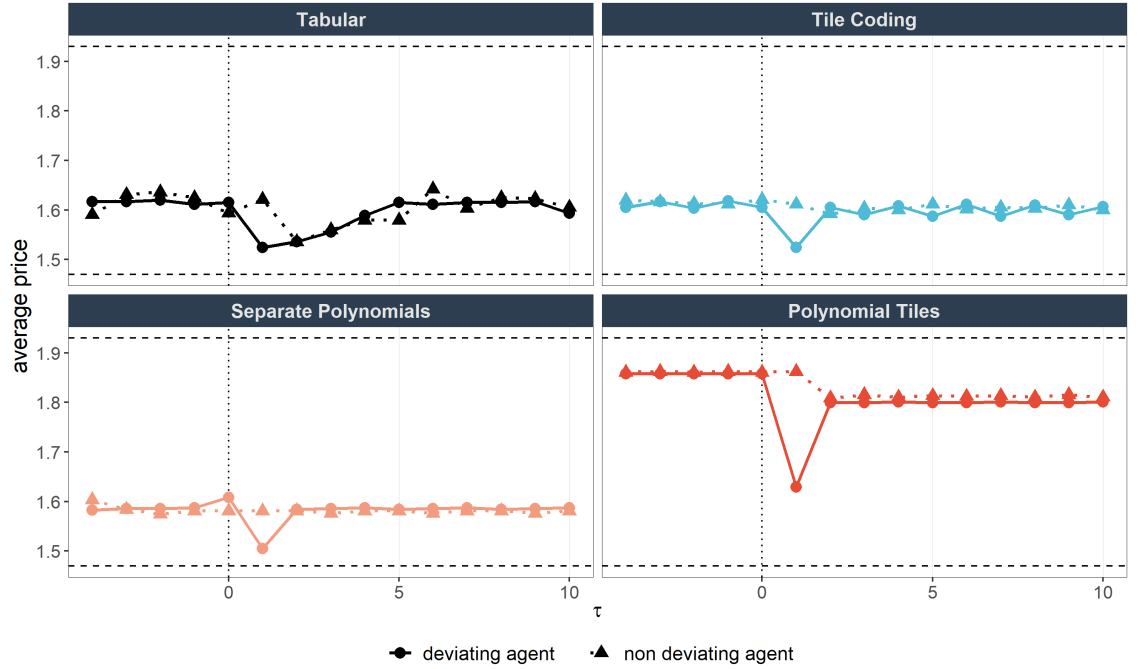 Tabular
Tile Coding
1.9
1.8
1.7
1.6
1.5
Separate Polynomials
Polynomial Tiles
average price
1.9
1.8
1.7
1.6
1.5
0
5
10
0
5
10
τ
deviating agent
non deviating agent